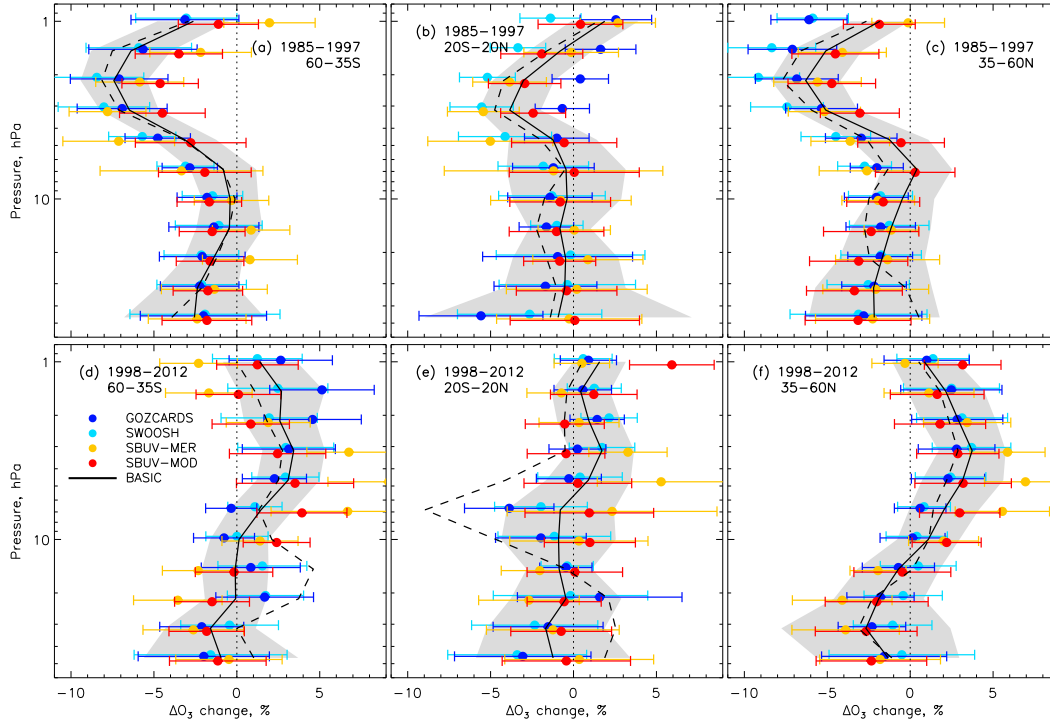 1
10
Pressure, hPa
(a) 1985−1997
60−35S
(b) 1985−1997
20S−20N
(c) 1985−1997
35−60N
1
10
Pressure, hPa
(d) 1998−2012
60−35S
GOZCARDS
SWOOSH
SBUV−MER
SBUV−MOD
BASIC
(e) 1998−2012
20S−20N
(f) 1998−2012
35−60N
−10 −5 0 5
−10 −5 0 5
−10 −5 0 5
ΔO₃ change, %
ΔO₃ change, %
ΔO₃ change, %